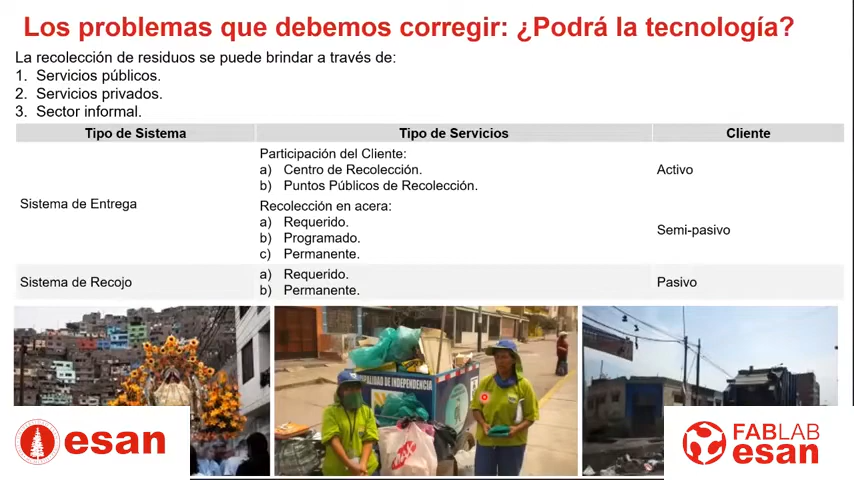 Los problemas que debemos corregir: ¿Podrá la tecnología?
La recolección de residuos se puede brindar a través de:
1. Servicios públicos.
2. Servicios privados.
3. Sector informal.
Tipo de Sistema
Tipo de Servicios
Cliente
Sistema de Entrega
Participación del Cliente:
a) Centro de Recolección.
b) Puntos Públicos de Recolección.
Activo
Recolección en acera:
a) Requerido.
b) Programado.
c) Permanente.
Semi-pasivo
Sistema de Recojo
a) Requerido.
b) Permanente.
Pasivo
DE INDEPENDENCIA
esan
FABLAB
esan